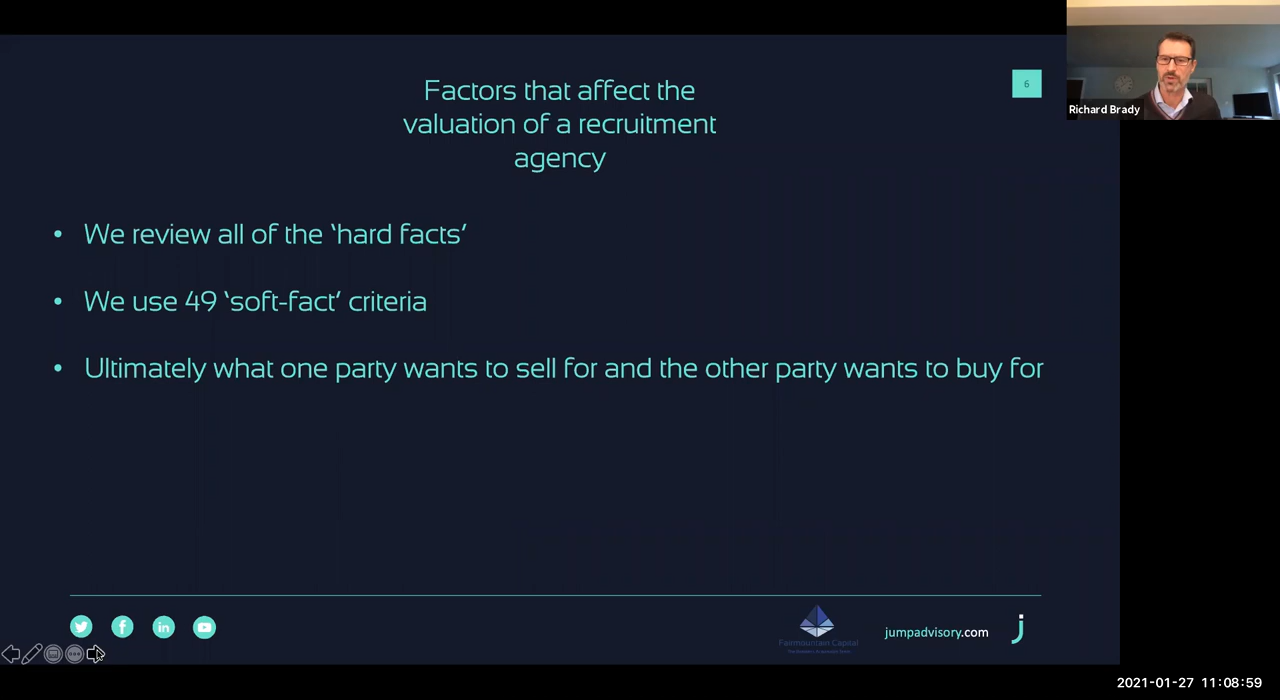 Factors that affect the
valuation of a recruitment
agency
6
Richard Brady
• We review all of the ‘hard facts’
• We use 49 ‘soft-fact’ criteria
• Ultimately what one party wants to sell for and the other party wants to buy for
Fairmountain Capital
jumpadvisory.com
j
2021-01-27 11:08:59